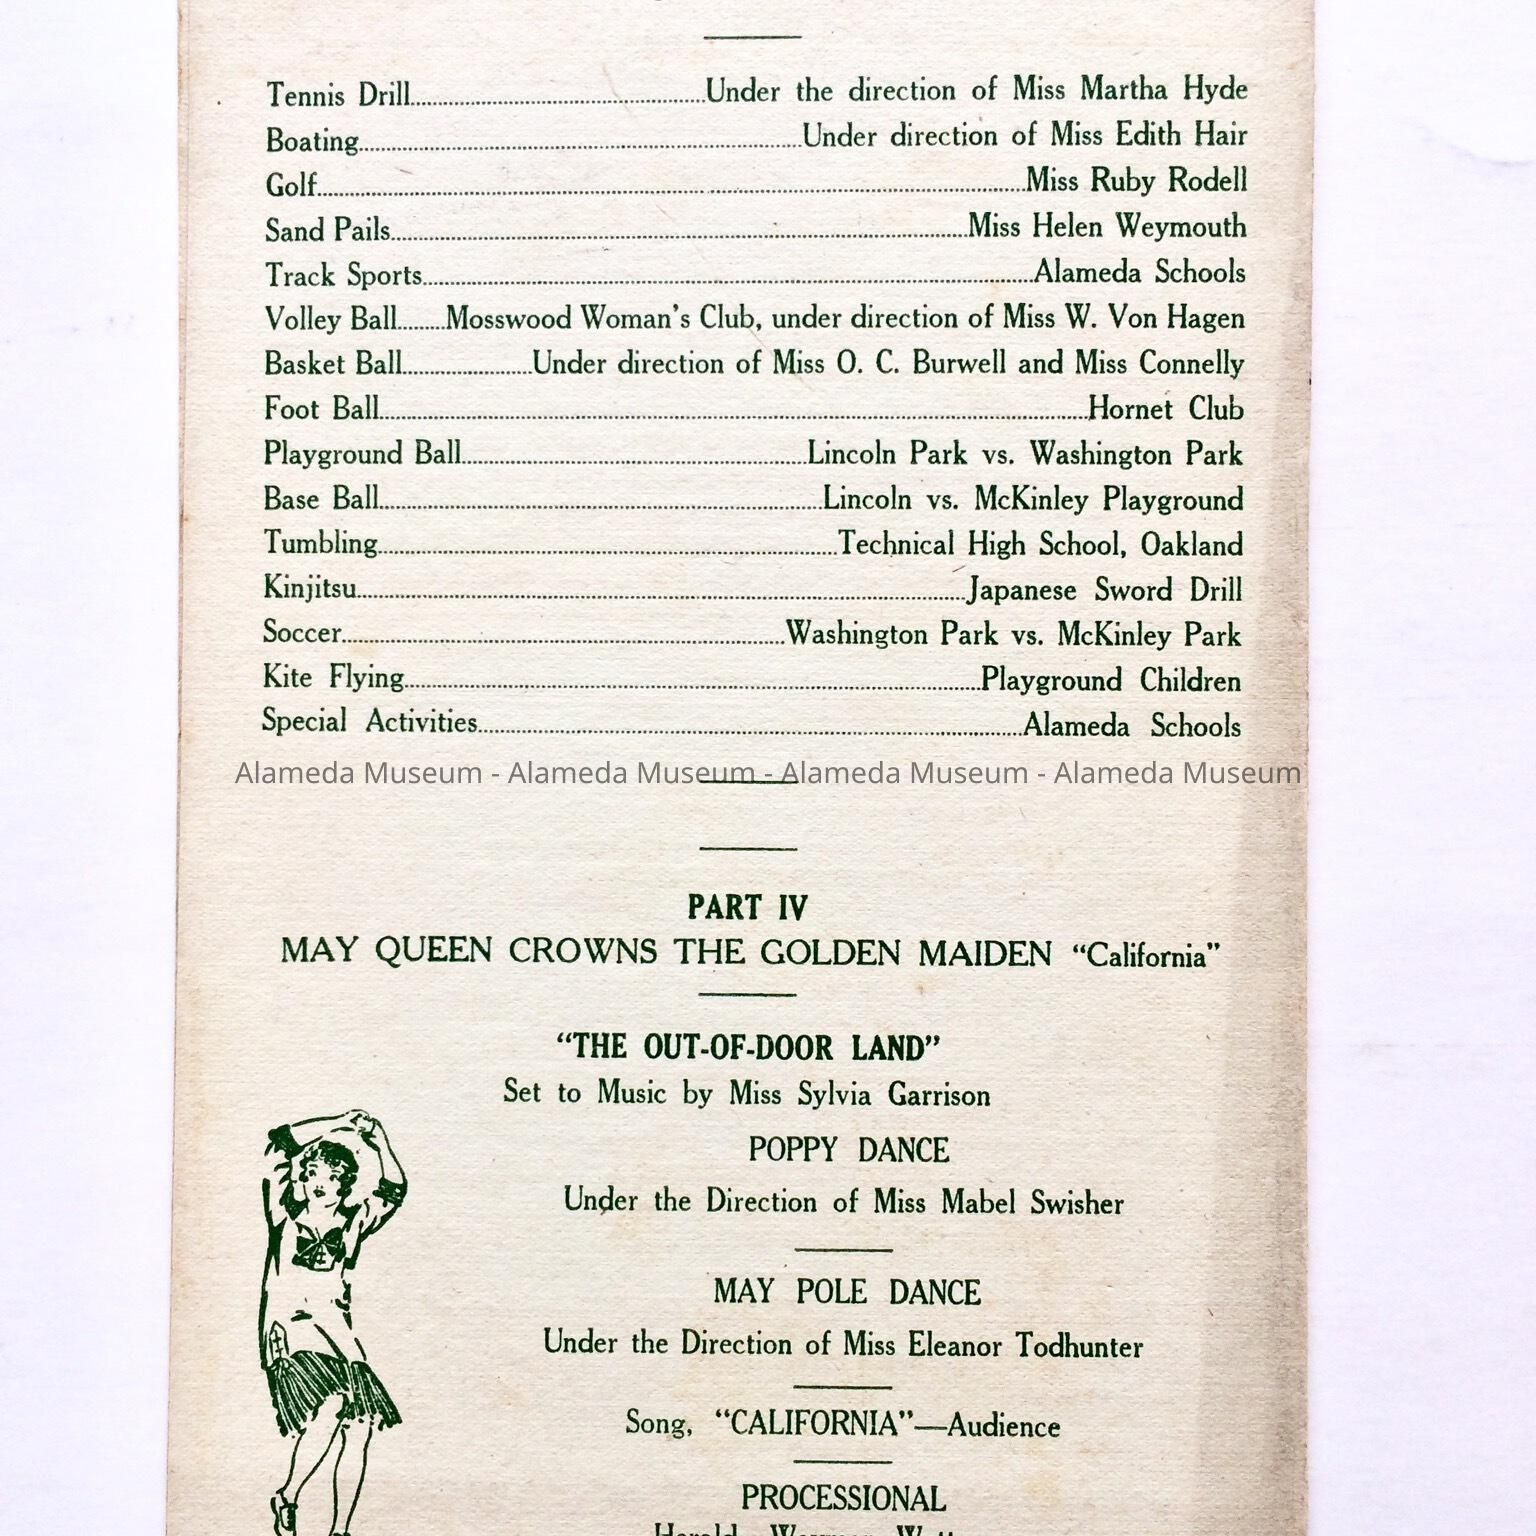 Tennis Drill........Under the direction of Miss Martha Hyde
Boating........Under direction of Miss Edith Hair
Golf........Miss Ruby Rodell
Sand Pails........Miss Helen Weymouth
Track Sports........Alameda Schools
Volley Ball........Mosswood Woman's Club, under direction of Miss W. Von Hagen
Basket Ball........Under direction of Miss O. C. Burwell and Miss Connelly
Foot Ball........Hornet Club
Playground Ball........Lincoln Park vs. Washington Park
Base Ball........Lincoln vs. McKinley Playground
Tumbling........Technical High School, Oakland
Kinjitsu........Japanese Sword Drill
Soccer........Washington Park vs. McKinley Park
Kite Flying........Playground Children
Special Activities........Alameda Schools
Alameda Museum - Alameda Museum - Alameda Museum - Alameda Museum
PART IV
MAY QUEEN CROWNS THE GOLDEN MAIDEN "California"
"THE OUT-OF-DOOR LAND"
Set to Music by Miss Sylvia Garrison
POPPY DANCE
Under the Direction of Miss Mabel Swisher
MAY POLE DANCE
Under the Direction of Miss Eleanor Todhunter
Song, "CALIFORNIA"—Audience
PROCESSIONAL